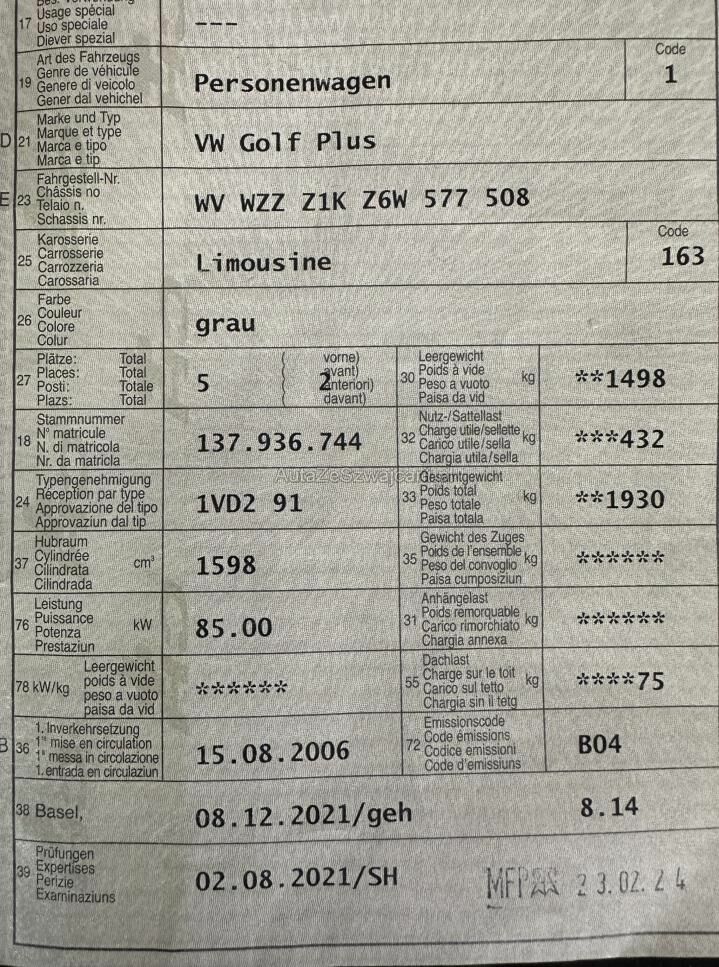 17 Usage spécial
Uso speciale
Diever spezial
---
19 Art des Fahrzeugs
Genre de véhicule
Genere di veicolo
Gener dal vehichel
Personenwagen
Code
1
D 21 Marke und Typ
Marque et type
Marca e tipo
Marca e tip
VW Golf Plus
E 23 Fahrgestell-Nr.
Châssis no
Telaio n.
Schassis nr.
WV WZZ Z1K Z6W 577 508
25 Karosserie
Carrosserie
Carrozzeria
Carossaria
Limousine
Code
163
26 Farbe
Couleur
Colore
Colur
grau
27 Plätze: Total
Places: Total
Posti: Totale
Plazs: Total
5
( vorne)
( avant)
( anteriori)
( davant)
2
30 Leergewicht
Poids à vide
Peso a vuoto
Paisa da vid
kg
**1498
18 Stammnummer
N° matricule
N. di matricola
Nr. da matricla
137.936.744
32 Nutz-/Sattellast
Charge utile/sellette
Carico utile/sella
Chargia utila/sella
kg
***432
24 Typengenehmigung
Réception par type
Approvazione del tipo
Approvaziun dal tip
1VD2 91
33 Gesamtgewicht
Poids total
Peso totale
Paisa totala
kg
**1930
37 Hubraum
Cylindrée
Cilindrata
Cilindrada
cm³
1598
35 Gewicht des Zuges
Poids de l'ensemble
Peso del convoglio
Paisa cumposiziun
kg
******
76 Leistung
Puissance
Potenza
Prestaziun
kW
85.00
31 Anhängelast
Poids remorquable
Carico rimorchiato
Chargia annexa
kg
******
78 kW/kg
Leergewicht
poids à vide
peso a vuoto
paisa da vid
******
55 Dachlast
Charge sur le toit
Carico sul tetto
Chargia sin il tetg
kg
****75
B 36 1. Inverkehrsetzung
1re mise en circulation
1a messa in circolazione
1. entrada en circulaziun
15.08.2006
72 Emissionscode
Code émissions
Codice emissioni
Code d'emissiuns
B04
38 Basel,
08.12.2021/geh
8.14
39 Prüfungen
Expertises
Perizie
Examinaziuns
02.08.2021/SH
23.02.24